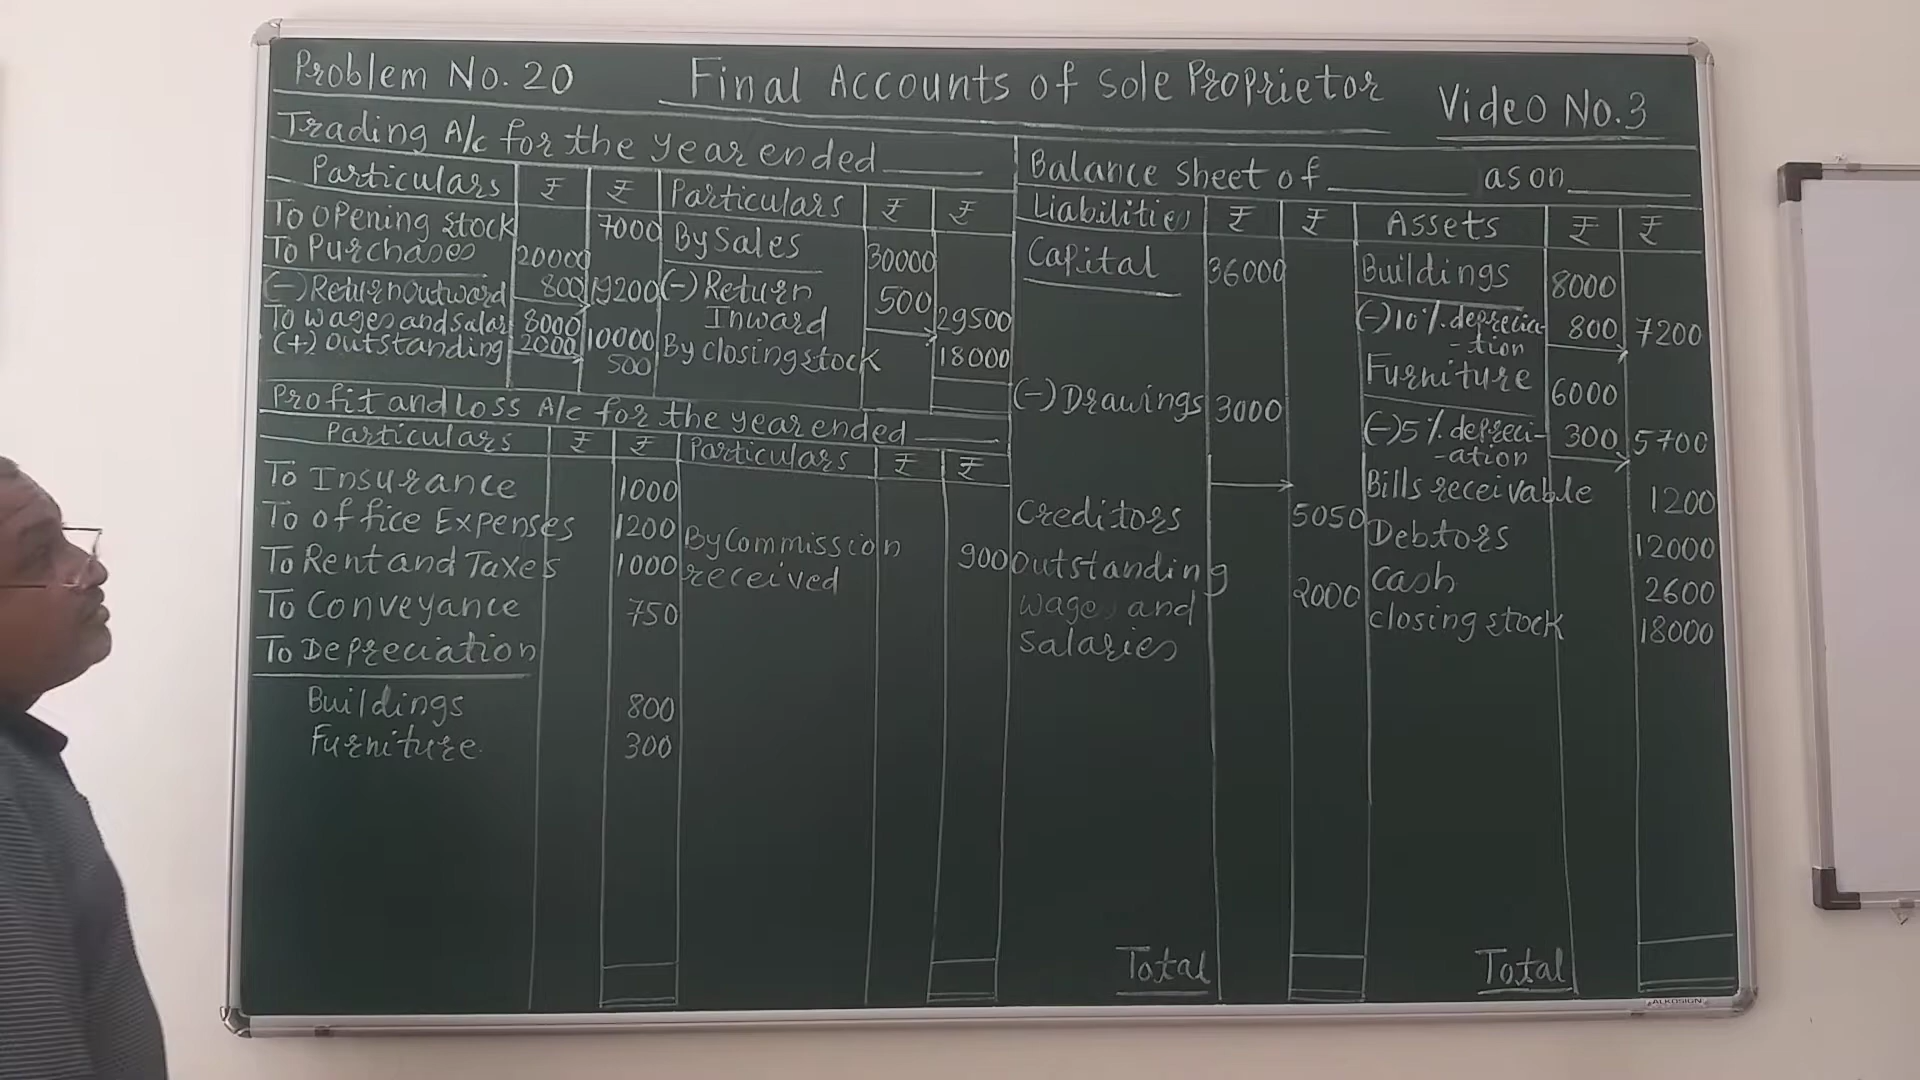 Problem No. 20
Final Accounts of Sole Proprietor
Video No.3
Trading A/c for the year ended
Particulars ₹ ₹ Particulars ₹ ₹
To opening stock 7000 By Sales 30000
To Purchases 20000
(-) Return outward 800 19200 (-) Return 500 29500
Inward
To wages and salar 8000
(+) outstanding 2000 10000 By closing stock 18000
500
Profit and Loss A/c for the year ended
Particulars ₹ ₹ Particulars ₹ ₹
To Insurance 1000
To office Expenses 1200 By Commission
To Rent and Taxes 1000 received 900
To Conveyance 750
To Depreciation
Buildings 800
Furniture 300
Balance sheet of as on
Liabilities ₹ ₹ Assets ₹ ₹
Capital 36000 Buildings 8000
(-) 10%. deprecia- 800 7200
-tion
Furniture 6000
(-) Drawings 3000 (-) 5%. depreci- 300 5700
-ation
Bills receivable 1200
Creditors 5050 Debtors 12000
Outstanding 2000 Cash 2600
wages and closing stock 18000
salaries
Total Total
ALKOSIGN